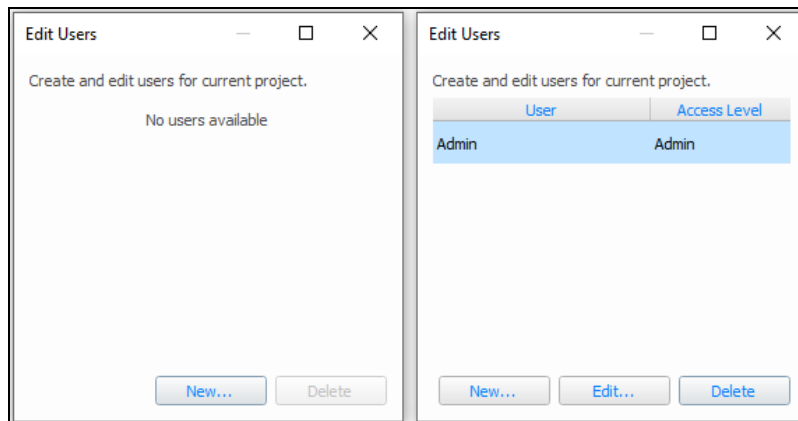 Edit Users
Create and edit users for current project.
No users available
New...
Delete
Edit Users
Create and edit users for current project.
User Access Level
Admin Admin
New... Edit... Delete